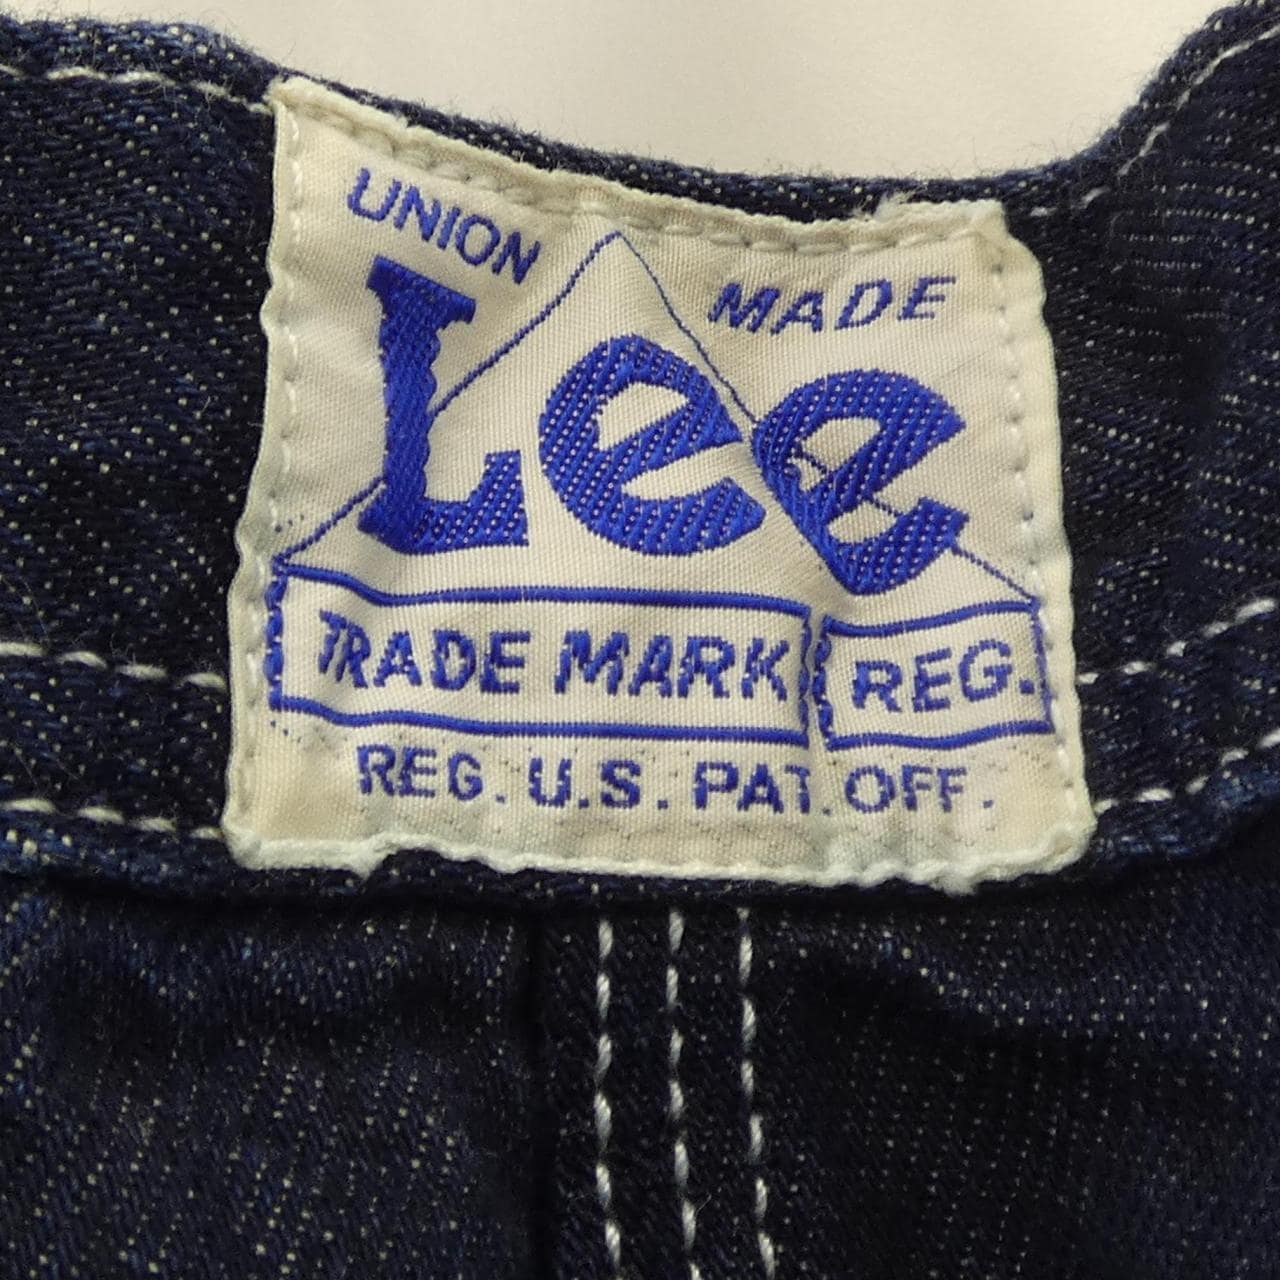 UNION MADE
Lee
TRADE MARK REG.
REG. U.S. PAT. OFF.